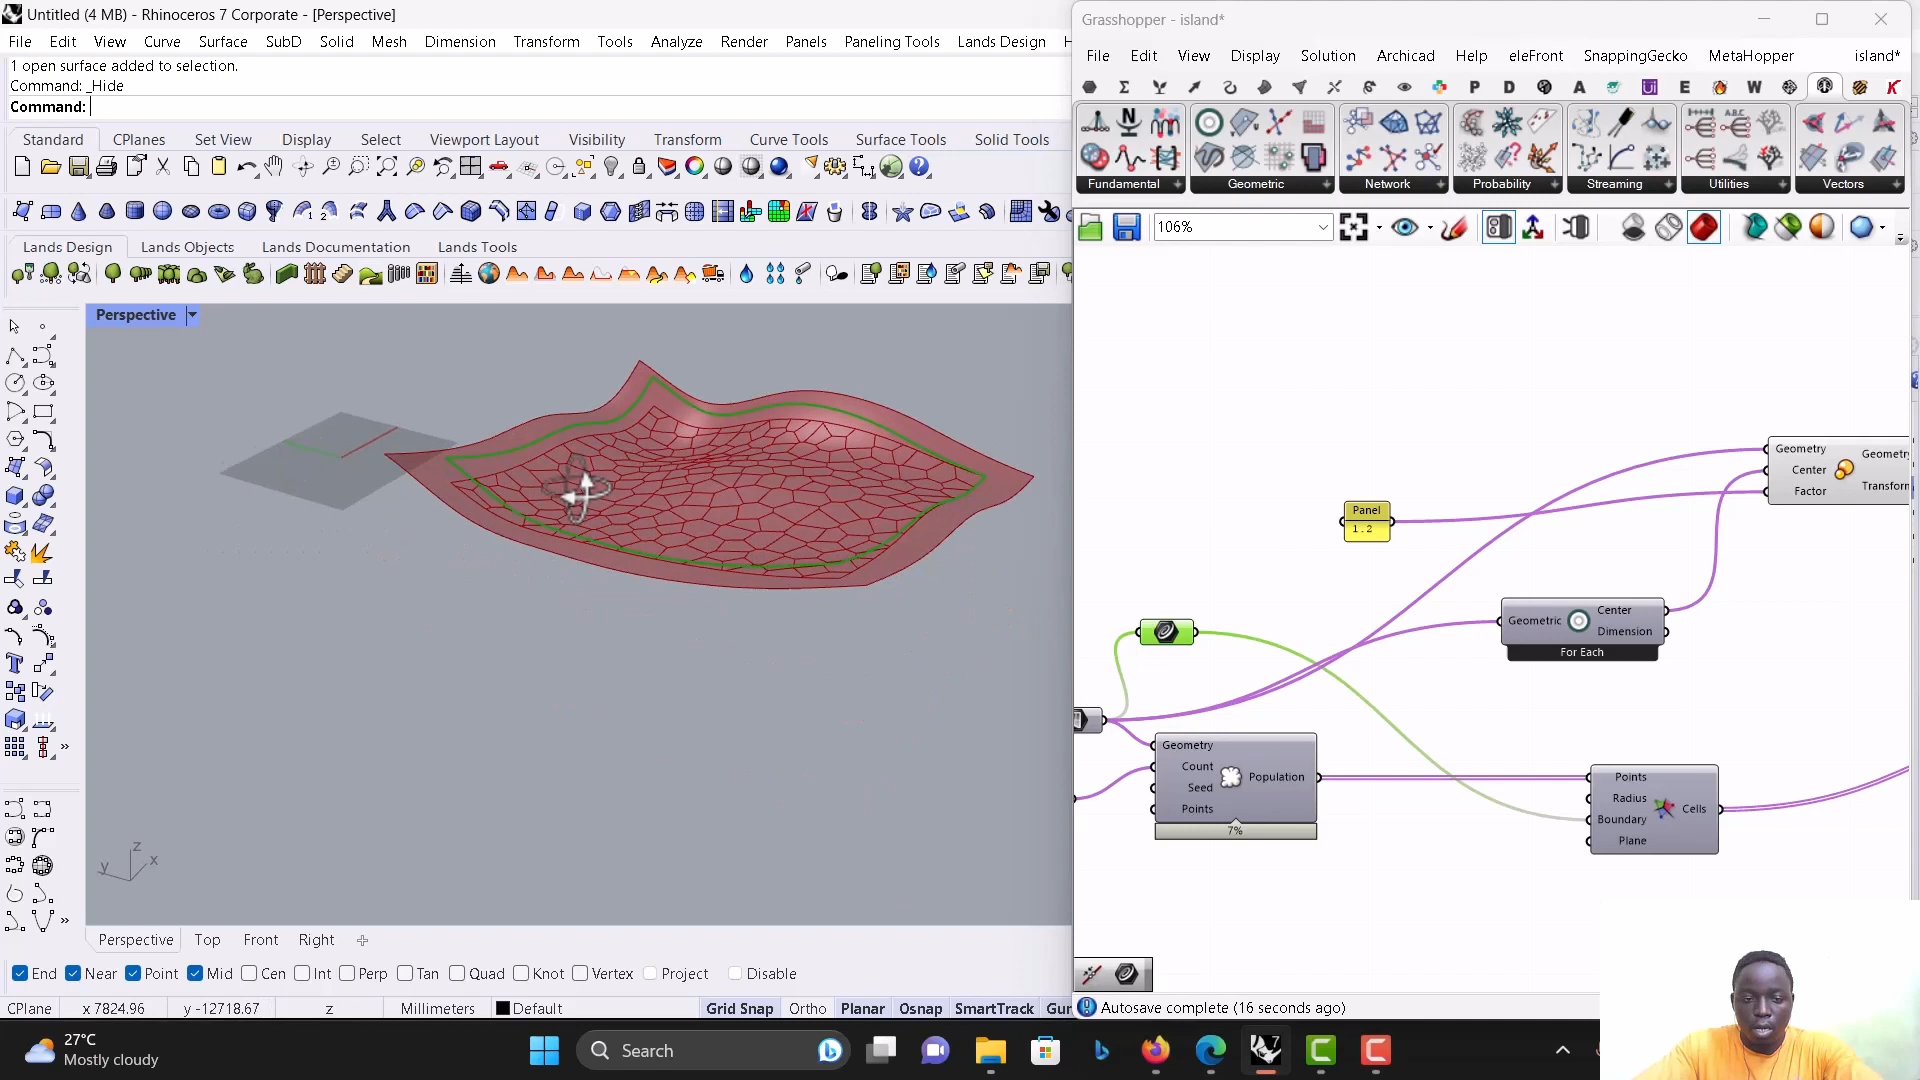 Untitled (4 MB) - Rhinoceros 7 Corporate - [Perspective]
File Edit View Curve Surface SubD Solid Mesh Dimension Transform Tools Analyze Render Panels Paneling Tools Lands Design
1 open surface added to selection.
Command: _Hide
Command:
Standard CPlanes Set View Display Select Viewport Layout Visibility Transform Curve Tools Surface Tools Solid Tools
Lands Design Lands Objects Lands Documentation Lands Tools
Perspective
z
y x
Perspective Top Front Right
End Near Point Mid Cen Int Perp Tan Quad Knot Vertex Project Disable
CPlane x 7824.96 y -12718.67 z Millimeters Default Grid Snap Ortho Planar Osnap SmartTrack
Grasshopper - island*
File Edit View Display Solution Archicad Help eleFront SnappingGecko MetaHopper island*
P D A Ui E W K
Fundamental Geometric Network Probability Streaming Utilities Vectors
106%
Geometry
Center
Factor
Transform
Panel
1.2
Geometric
Center
Dimension
For Each
Geometry
Count
Seed
Points
Population
7%
Points
Radius
Boundary
Plane
Cells
Autosave complete (16 seconds ago)
27°C
Mostly cloudy
Search